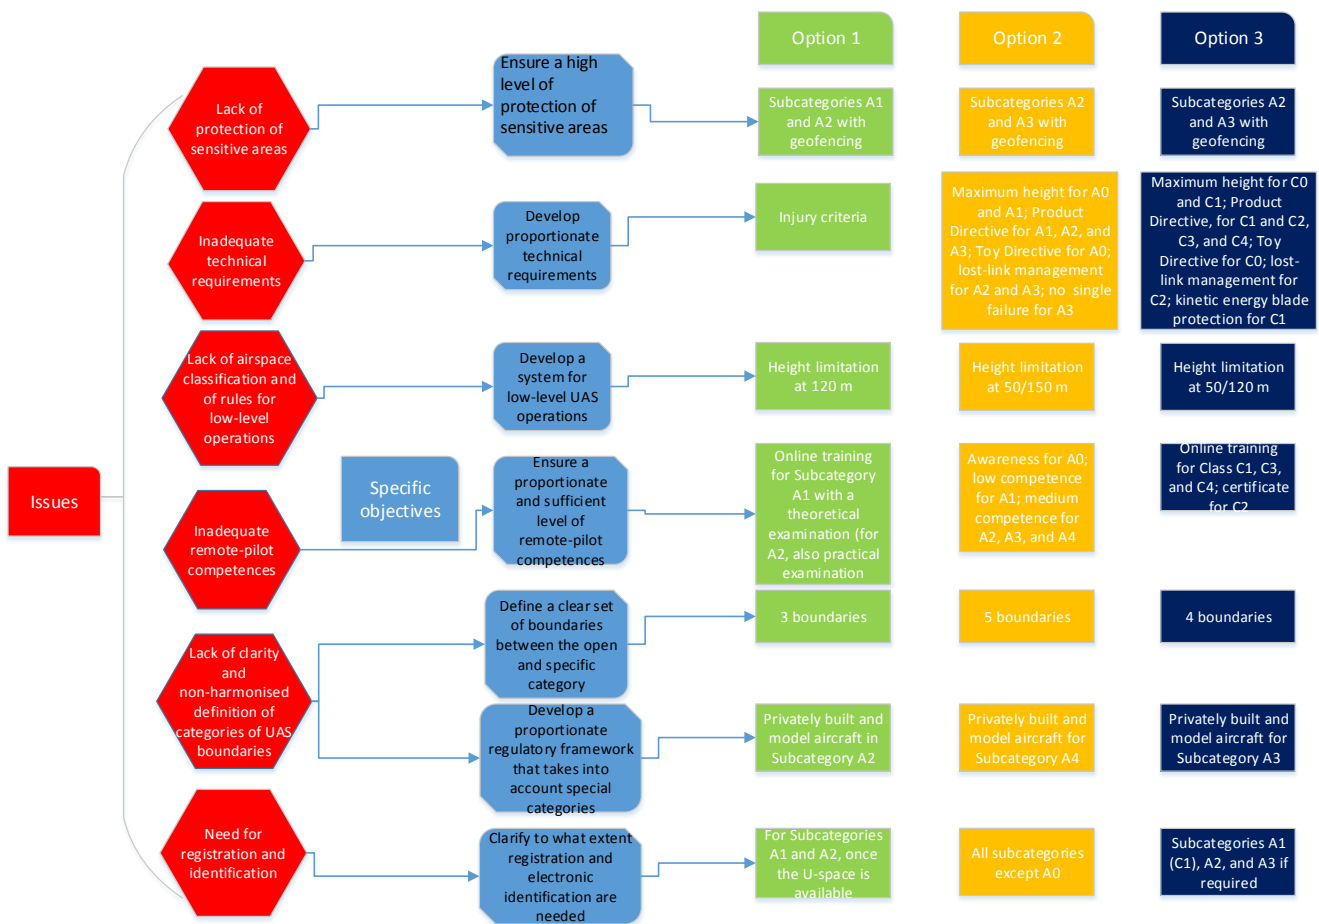 Option 1
Option 2
Option 3
Lack of
protection of
sensitive areas
Ensure a high
level of
protection of
sensitive areas
Subcategories A1
and A2 with
geofencing
Subcategories A2
and A3 with
geofencing
Subcategories A2
and A3 with
geofencing
Inadequate
technical
requirements
Develop
proportionate
technical
requirements
Injury criteria
Maximum height for A0
and A1; Product
Directive for A1, A2, and
A3; Toy Directive for A0;
lost-link management
for A2 and A3; no single
failure for A3
Maximum height for C0
and C1; Product
Directive, for C1 and C2,
C3, and C4; Toy
Directive for C0; lost-
link management for
C2; kinetic energy blade
protection for C1
Lack of airspace
classification and
of rules for
low-level
operations
Develop a
system for
low-level UAS
operations
Height limitation
at 120 m
Height limitation
at 50/150 m
Height limitation
at 50/120 m
Issues
Specific
objectives
Inadequate
remote-pilot
competences
Ensure a
proportionate
and sufficient
level of
remote-pilot
competences
Online training
for Subcategory
A1 with a
theoretical
examination (for
A2, also practical
examination
Awareness for A0;
low competence
for A1; medium
competence for
A2, A3, and A4
Online training
for Class C1, C3,
and C4; certificate
for C2
Lack of clarity
and
non-harmonised
definition of
categories of UAS
boundaries
Define a clear set
of boundaries
between the open
and specific
category
3 boundaries
5 boundaries
4 boundaries
Develop a
proportionate
regulatory framework
that takes into
account special
categories
Privately built and
model aircraft in
Subcategory A2
Privately built and
model aircraft for
Subcategory A4
Privately built and
model aircraft for
Subcategory A3
Need for
registration and
identification
Clarify to what extent
registration and
electronic
identification are
needed
For Subcategories
A1 and A2, once
the U-space is
available
All subcategories
except A0
Subcategories A1
(C1), A2, and A3 if
required